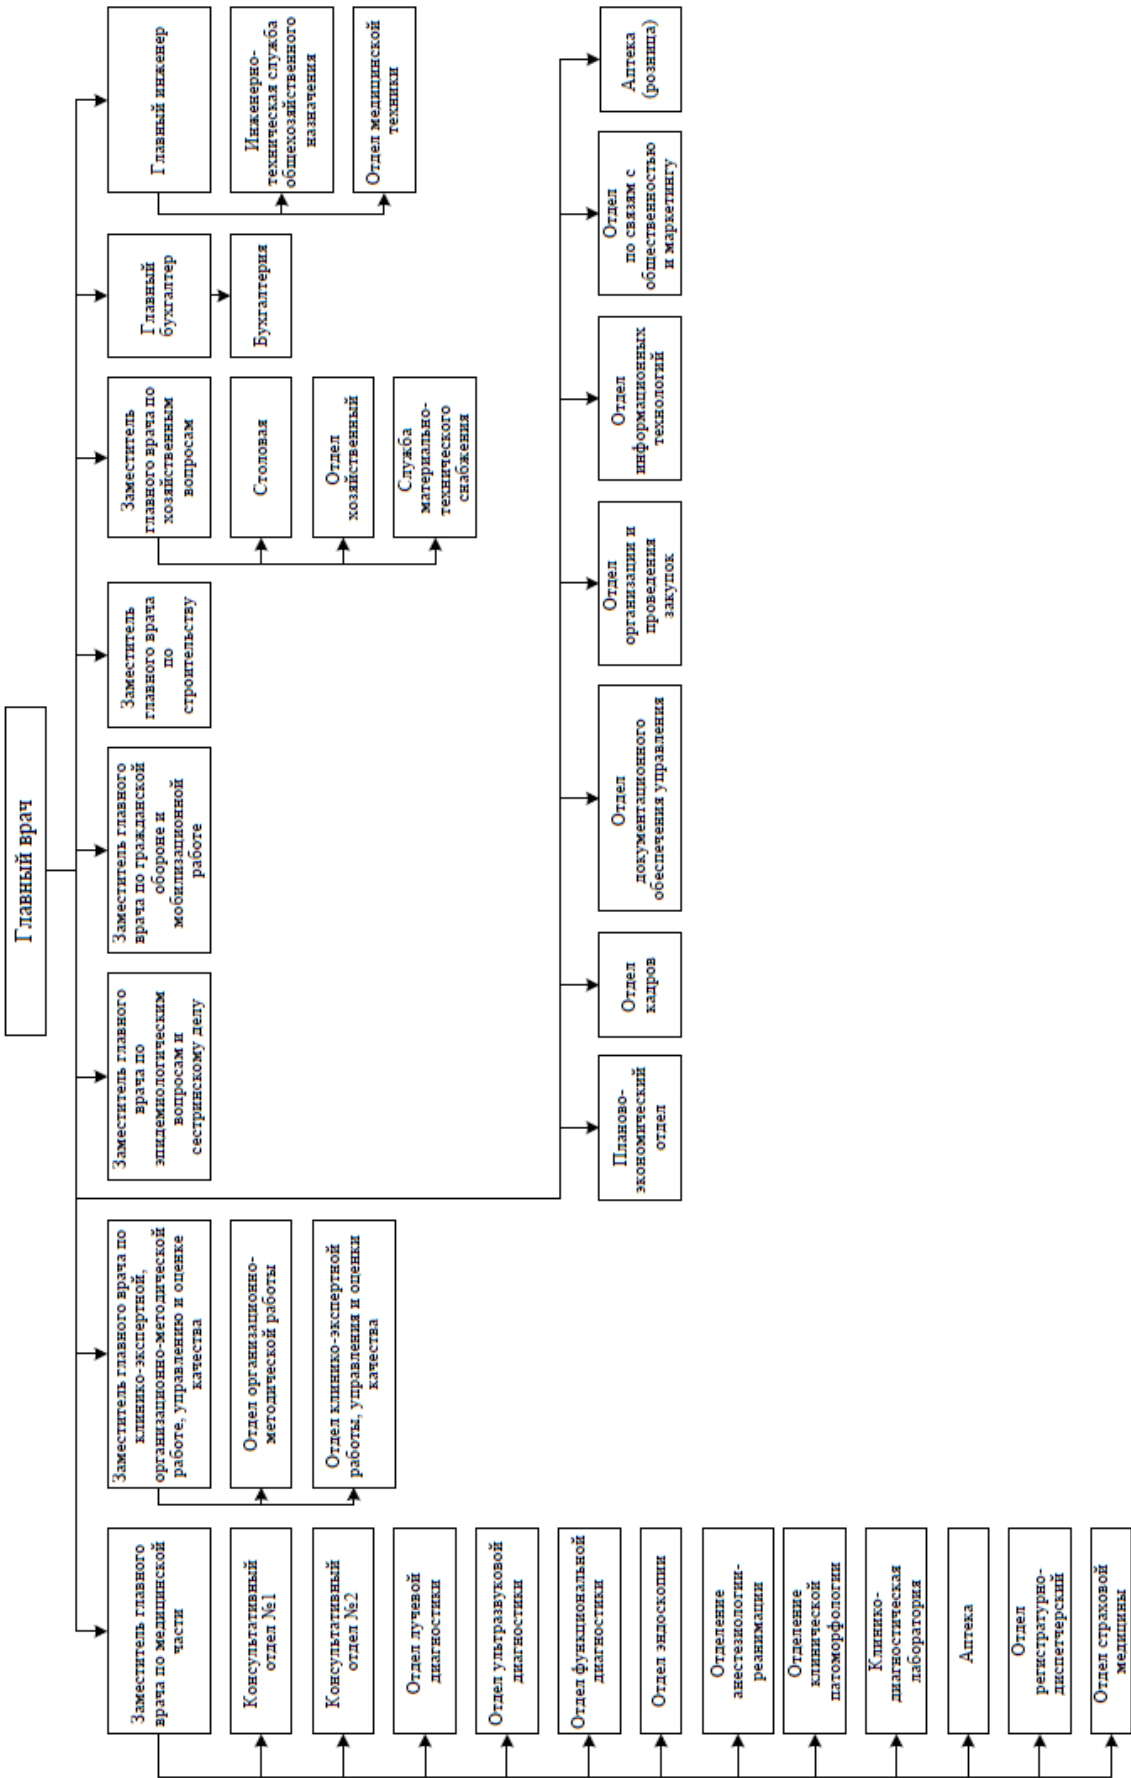 Главный врач
Заместитель главного
врача по медицинской
части
Консультативный
отдел №1
Консультативный
отдел №2
Отдел лучевой
диагностики
Отдел ультразвуковой
диагностики
Отдел функциональной
диагностики
Отдел эндоскопии
Отделение
анестезиологии-
реанимации
Отделение
клинической
патоморфологии
Клинико-
диагностическая
лаборатория
Аптека
Отдел
регистратурно-
диспетчерский
Отдел страховой
медицины
Заместитель главного врача по
клинико-экспертной,
организационно-методической
работе, управлению и оценке
качества
Отдел организационно-
методической работы
Отдел клинико-экспертной
работы, управления и оценки
качества
Заместитель главного
врача по
эпидемиологическим
вопросам и
сестринскому делу
Заместитель главного
врача по гражданской
обороне и
мобилизационной
работе
Заместитель
главного врача
по
строительству
Заместитель
главного врача по
хозяйственным
вопросам
Столовая
Отдел
хозяйственный
Служба
материально-
технического
снабжения
Главный
бухгалтер
Бухгалтерия
Главный инженер
Инженерно-
техническая служба
общехозяйственного
назначения
Отдел медицинской
техники
Планово-
экономический
отдел
Отдел
кадров
Отдел
документационного
обеспечения управления
Отдел
организации и
проведения
закупок
Отдел
информационных
технологий
Отдел
по связям с
общественностью
и маркетингу
Аптека
(розница)